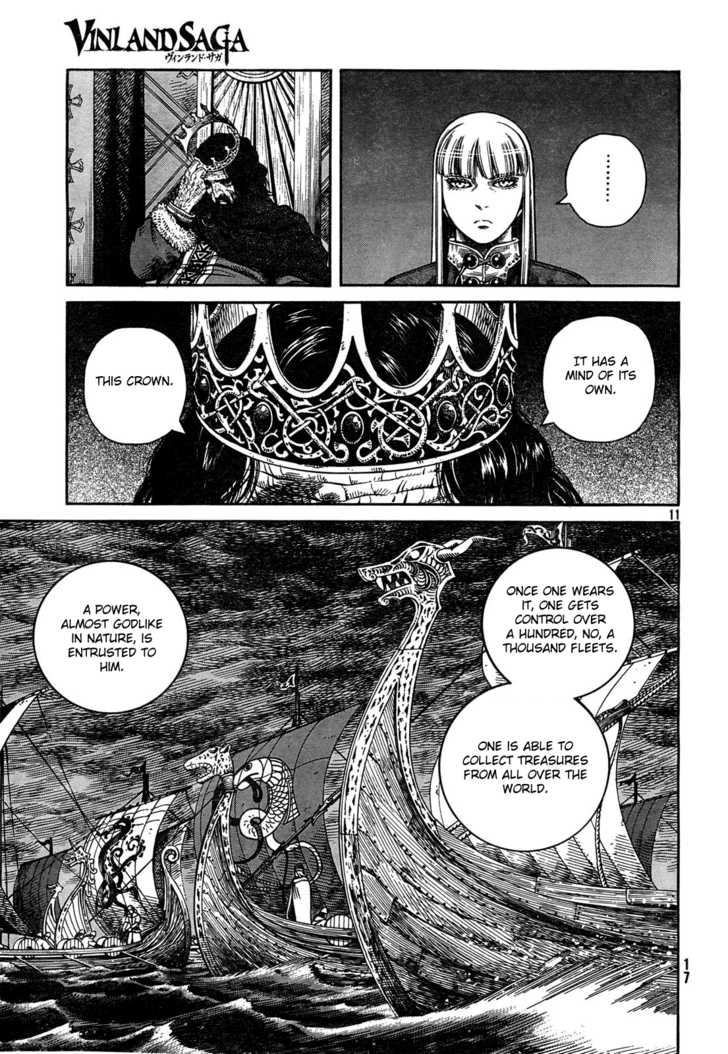 VINLAND SAGA
ヴィンランド・サガ
.........
IT HAS A
MIND OF ITS
OWN.
THIS CROWN.
11
ONCE ONE WEARS
IT, ONE GETS
CONTROL OVER
A HUNDRED, NO, A
THOUSAND FLEETS.
ONE IS ABLE TO
COLLECT TREASURES
FROM ALL OVER THE
WORLD.
A POWER,
ALMOST GODLIKE
IN NATURE, IS
ENTRUSTED TO
HIM.
17